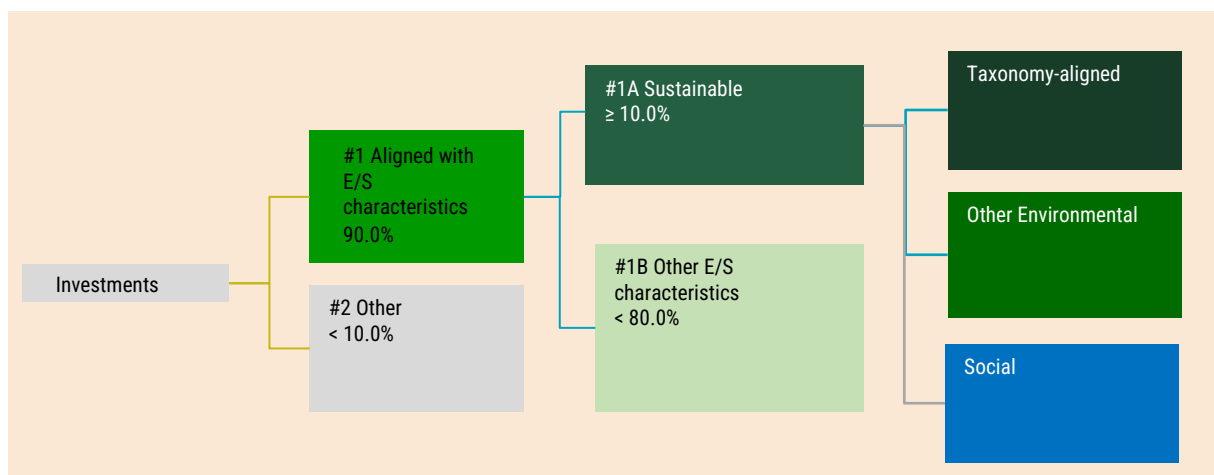 Investments
#1 Aligned with
E/S
characteristics
90.0%
#2 Other
< 10.0%
#1A Sustainable
≥ 10.0%
#1B Other E/S
characteristics
< 80.0%
Taxonomy-aligned
Other Environmental
Social